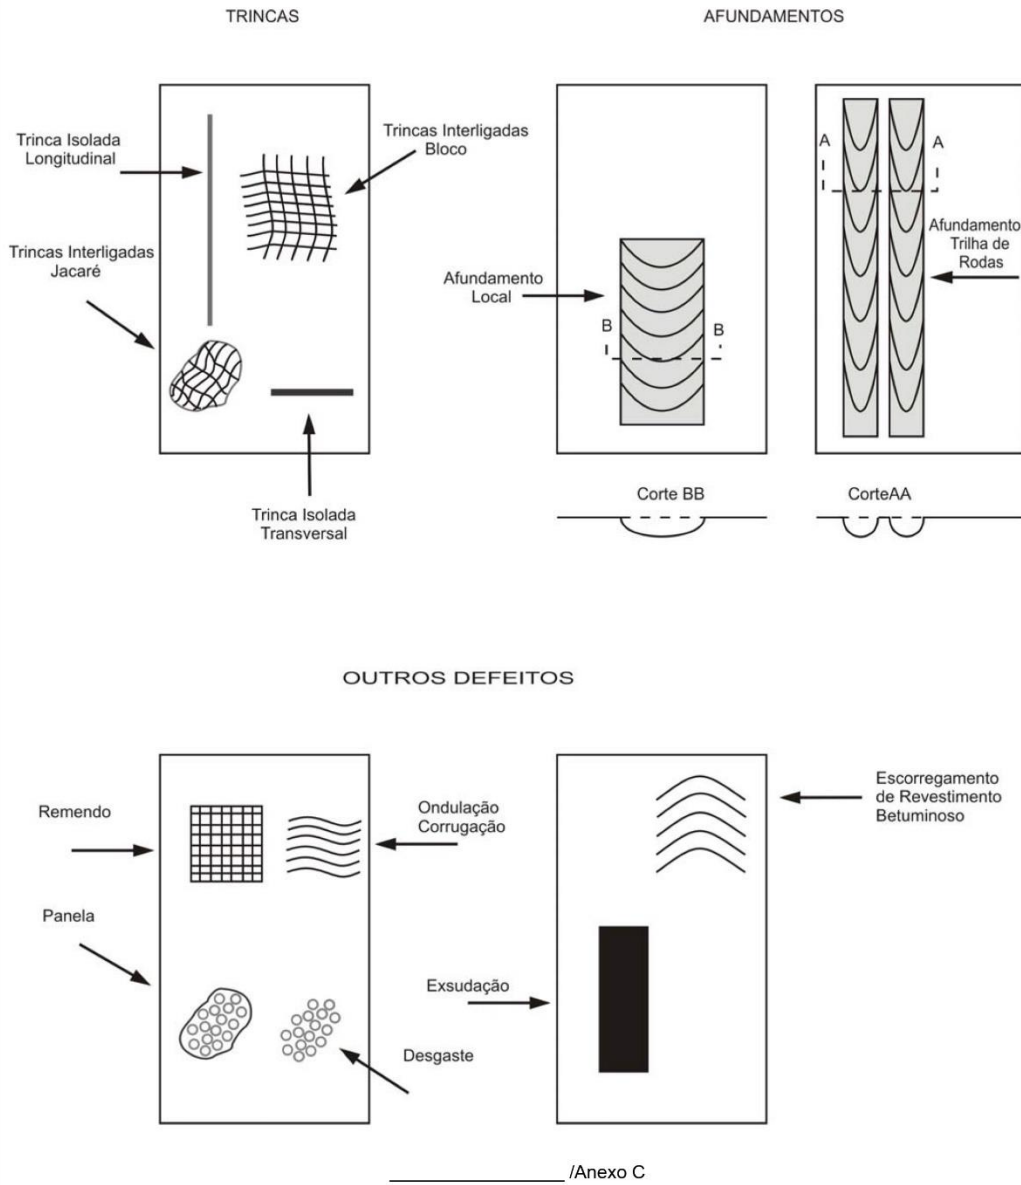 TRINCAS
AFUNDAMENTOS
Trinca Isolada
Longitudinal
Trincas Interligadas
Bloco
Trincas Interligadas
Jacaré
Trinca Isolada
Transversal
Afundamento
Local
B
B
Corte BB
A
A
Afundamento
Trilha de
Rodas
CorteAA
OUTROS DEFEITOS
Remendo
Ondulação
Corrugação
Panela
Desgaste
Escorregamento
de Revestimento
Betuminoso
Exsudação
/Anexo C